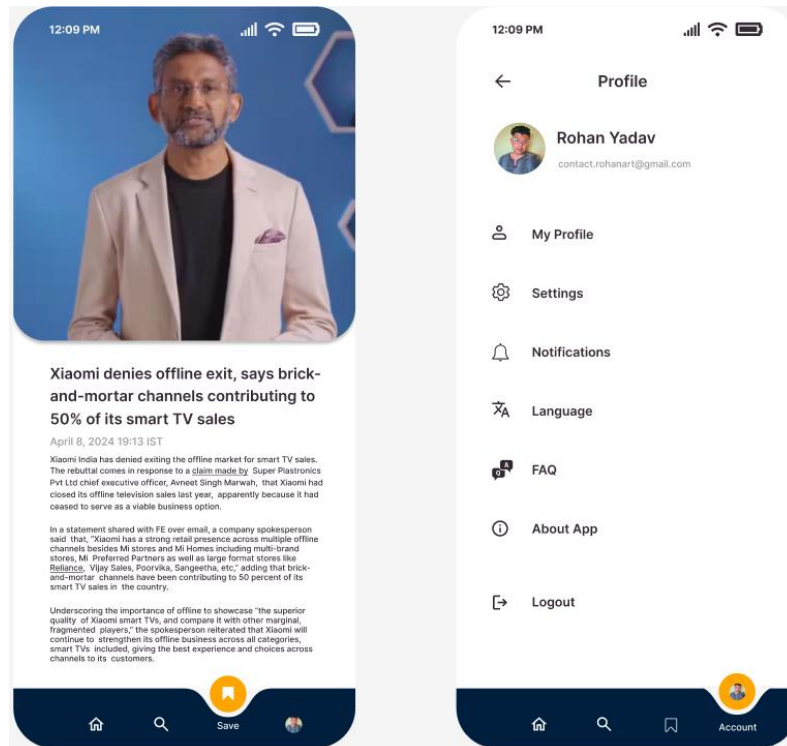 12:09 PM
Xiaomi denies offline exit, says brick-
and-mortar channels contributing to
50% of its smart TV sales
April 8, 2024 19:13 IST
Xiaomi India has denied exiting the offline market for smart TV sales.
The rebuttal comes in response to a claim made by Super Plastronics
Pvt Ltd chief executive officer, Avneet Singh Marwah, that Xiaomi had
closed its offline television sales last year, apparently because it had
ceased to serve as a viable business option.
In a statement shared with FE over email, a company spokesperson
said that, "Xiaomi has a strong retail presence across multiple offline
channels besides Mi stores and Mi Homes including multi-brand
stores, Mi Preferred Partners as well as large format stores like
Reliance, Vijay Sales, Poorvika, Sangeetha, etc," adding that brick-
and-mortar channels have been contributing to 50 percent of its
smart TV sales in the country.
Underscoring the importance of offline to showcase "the superior
quality of Xiaomi smart TVs, and compare it with other marginal,
fragmented players," the spokesperson reiterated that Xiaomi will
continue to strengthen its offline business across all categories,
smart TVs included, giving the best experience and choices across
channels to its customers.
Save
12:09 PM
Profile
Rohan Yadav
contact.rohanart@gmail.com
My Profile
Settings
Notifications
Language
FAQ
About App
Logout
Account